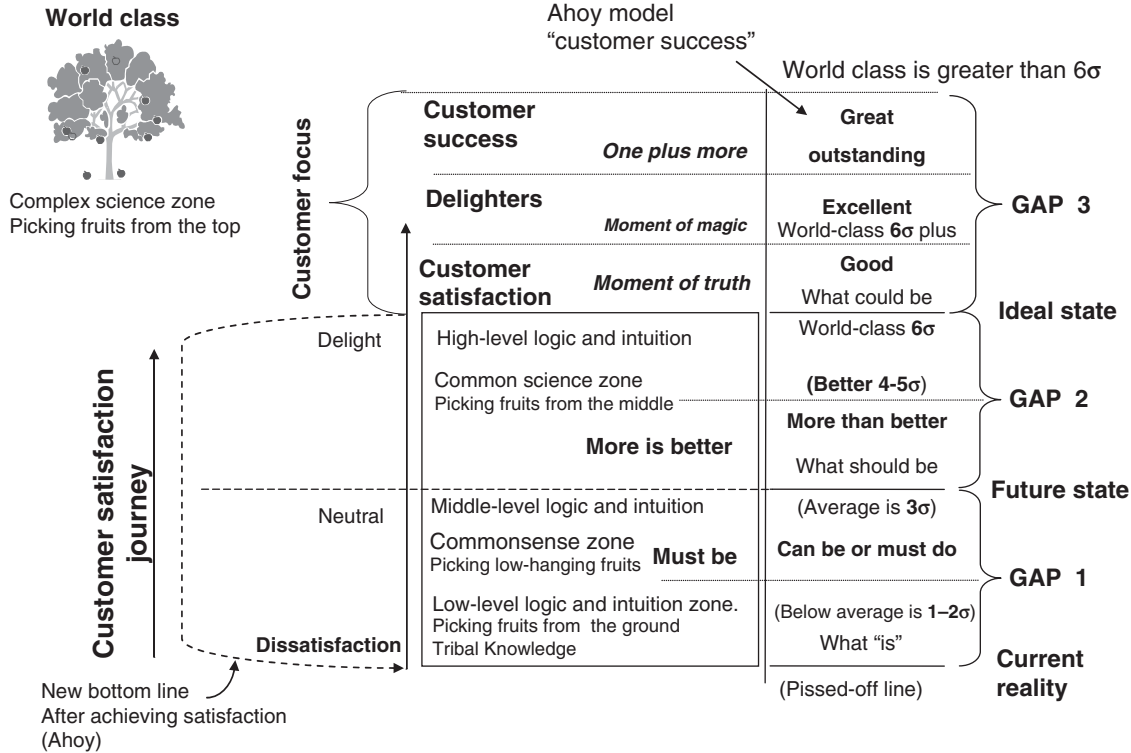 World class
Complex science zone
Picking fruits from the top
Ahoy model
“customer success”
World class is greater than 6σ
Customer focus
Customer
success
One plus more
Great
outstanding
Delighters
Moment of magic
Excellent
World-class 6σ plus
GAP 3
Customer
satisfaction
Moment of truth
Good
What could be
Ideal state
Customer satisfaction
journey
Delight
High-level logic and intuition
World-class 6σ
Common science zone
Picking fruits from the middle
(Better 4-5σ)
GAP 2
More is better
More than better
What should be
Future state
Neutral
Middle-level logic and intuition
(Average is 3σ)
Commonsense zone
Picking low-hanging fruits
Must be
Can be or must do
GAP 1
Low-level logic and intuition zone.
Picking fruits from the ground
Tribal Knowledge
(Below average is 1–2σ)
What “is”
Dissatisfaction
Current
reality
(Pissed-off line)
New bottom line
After achieving satisfaction
(Ahoy)